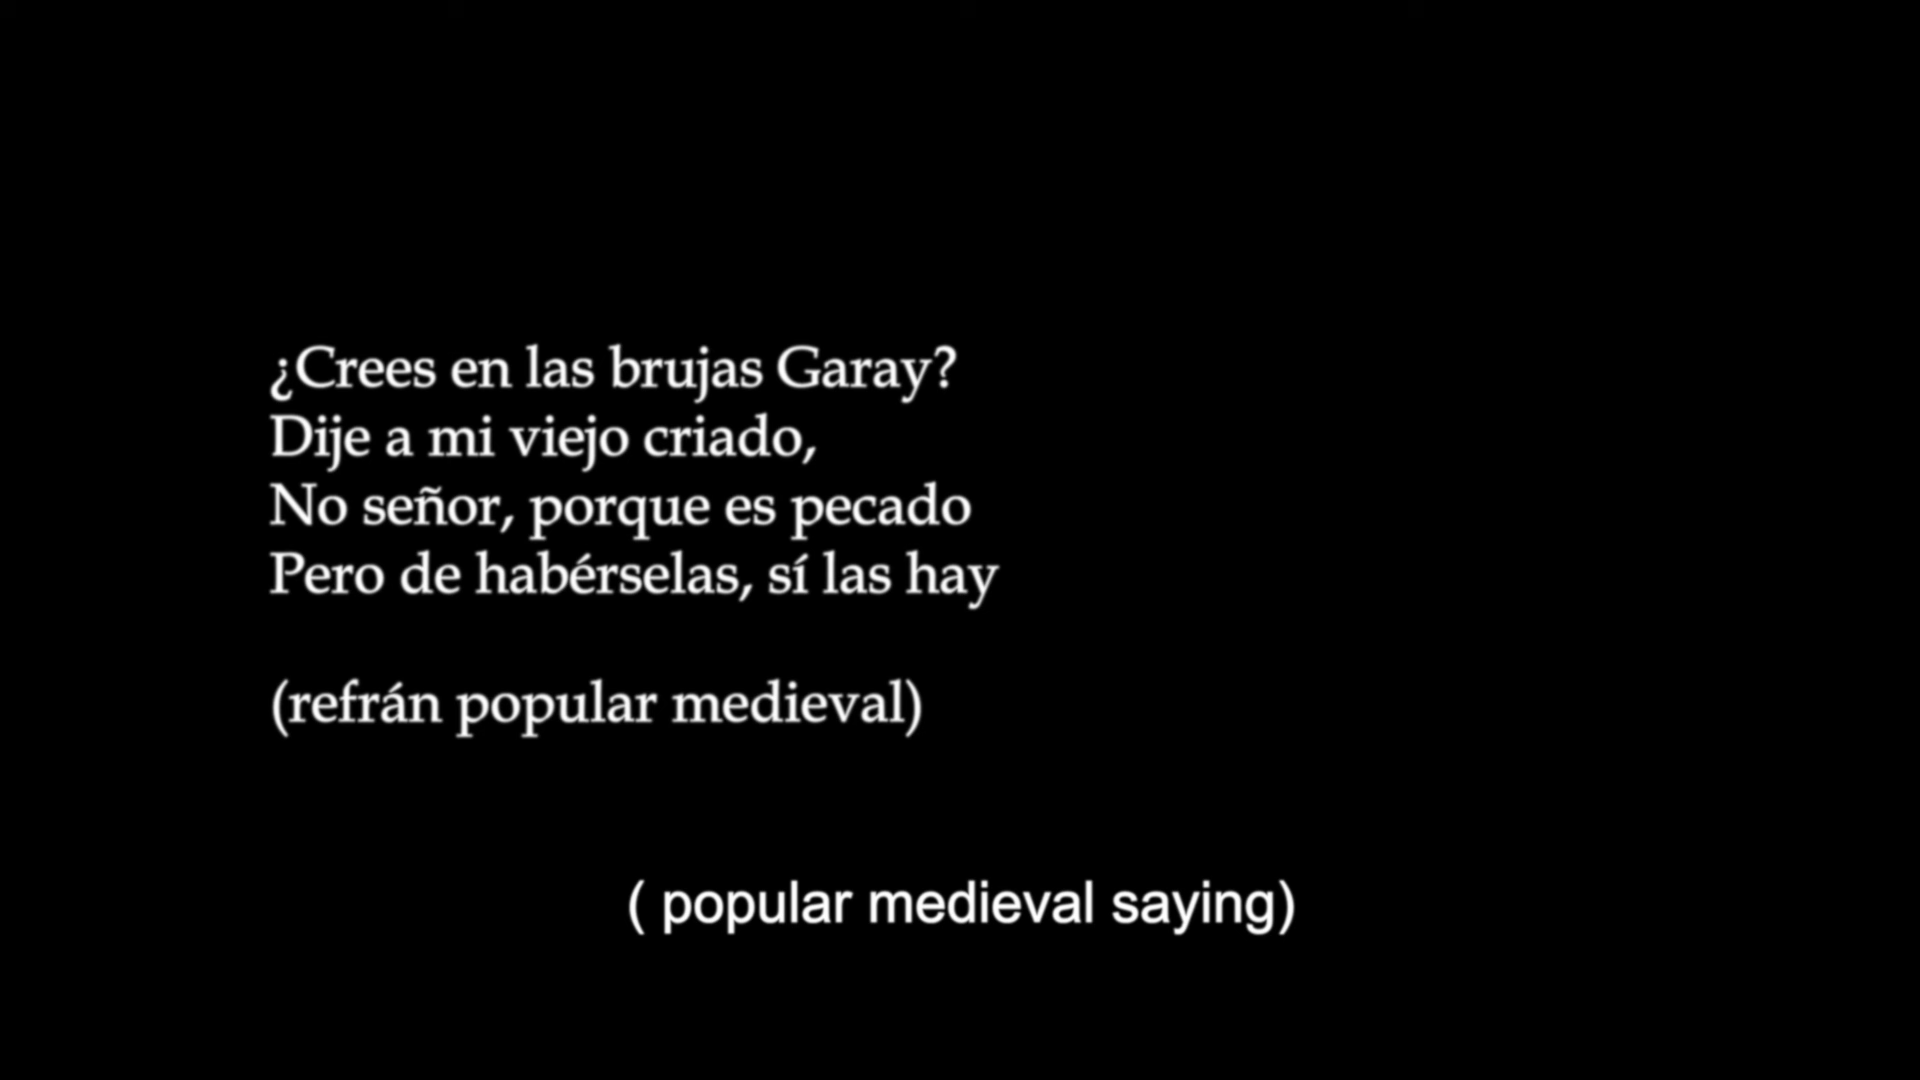 ¿Crees en las brujas Garay?
Dije a mi viejo criado,
No señor, porque es pecado
Pero de habérselas, sí las hay
(refrán popular medieval)
( popular medieval saying)